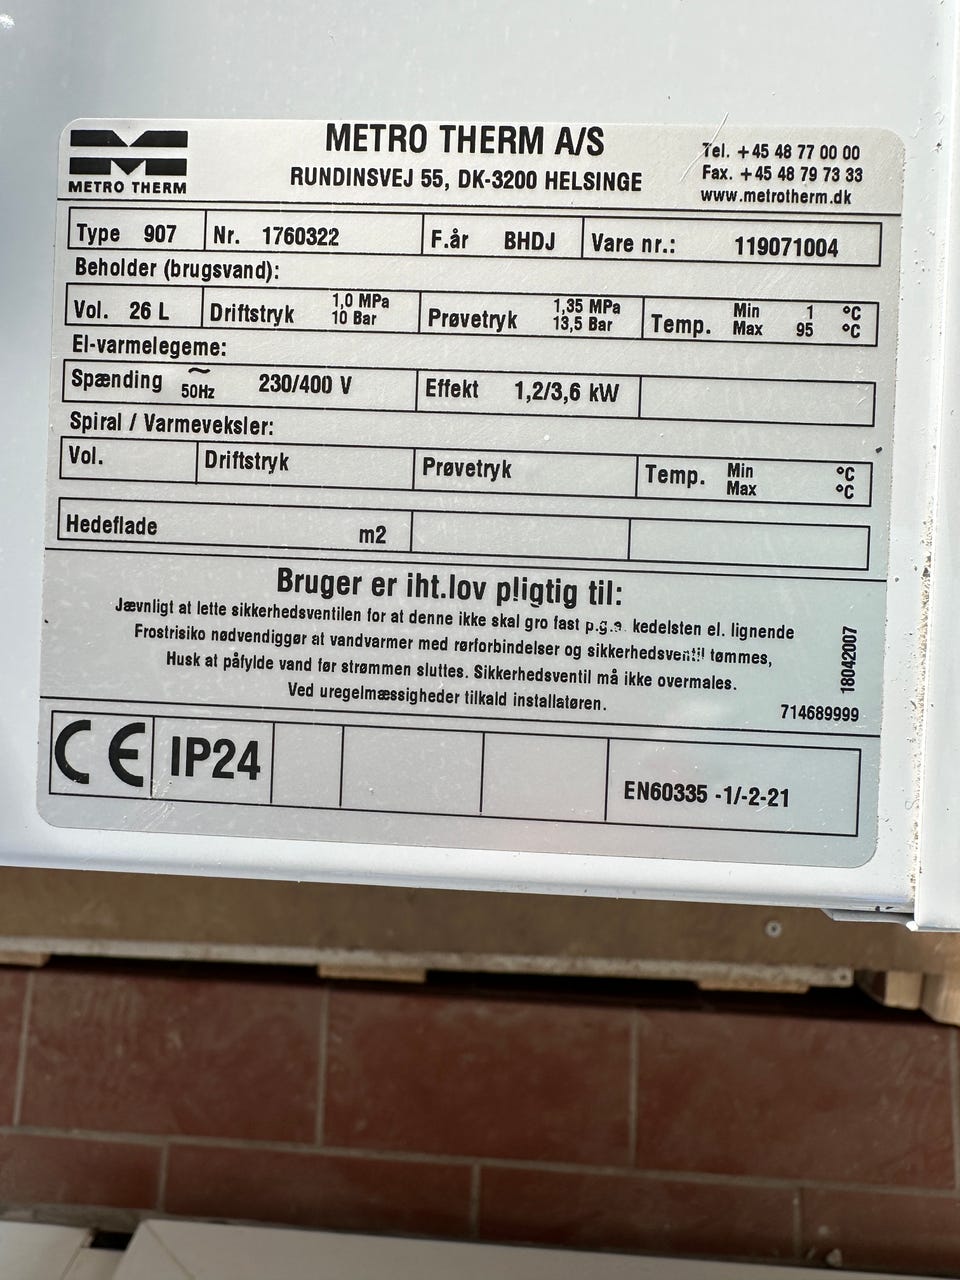 METRO THERM
METRO THERM A/S
RUNDINSVEJ 55, DK-3200 HELSINGE
Tel. +45 48 77 00 00
Fax. +45 48 79 73 33
www.metrotherm.dk
Type 907 Nr. 1760322 F.år BHDJ Vare nr.: 119071004
Beholder (brugsvand):
Vol. 26 L Driftstryk 1,0 MPa 10 Bar Prøvetryk 1,35 MPa 13,5 Bar Temp. Min 1 °C Max 95 °C
El-varmelegeme:
Spænding ~ 50Hz 230/400 V Effekt 1,2/3,6 kW
Spiral / Varmeveksler:
Vol. Driftstryk Prøvetryk Temp. Min °C Max °C
Hedeflade m2
Bruger er iht.lov pligtig til:
Jævnligt at lette sikkerhedsventilen for at denne ikke skal gro fast p.g.a. kedelsten el. lignende
Frostrisiko nødvendiggør at vandvarmer med rørforbindelser og sikkerhedsventil tømmes,
Husk at påfylde vand før strømmen sluttes. Sikkerhedsventil må ikke overmales.
Ved uregelmæssigheder tilkald installatøren.
18042007
714689999
CE IP24 EN60335 -1/-2-21